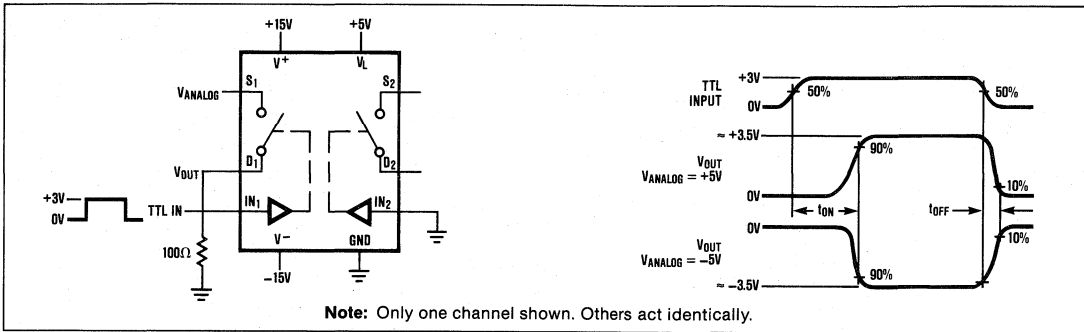 +15V
+5V
V+
VL
S1
S2
VANALOG
D1
D2
VOUT
+3V
0V
TTL IN
IN1
IN2
100Ω
V−
GND
−15V
+3V
TTL
INPUT
0V
50%
50%
≈ +3.5V
90%
VOUT
VANALOG = +5V
10%
0V
tON
tOFF
0V
10%
VOUT
VANALOG = −5V
90%
≈ −3.5V
Note: Only one channel shown. Others act identically.